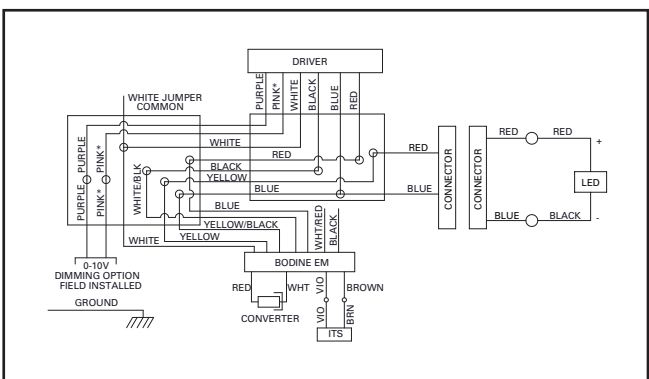 DRIVER
PURPLE
PINK*
WHITE
BLACK
BLUE
RED
WHITE JUMPER
COMMON
PURPLE
PINK*
WHITE
RED
BLACK
YELLOW
BLUE
WHITE/BLK
PURPLE
PINK*
BLUE
YELLOW/BLACK
YELLOW
WHITE
WHT/RED
BLACK
RED
BLUE
CONNECTOR
CONNECTOR
RED
RED
+
LED
BLUE
BLACK
-
0-10V
DIMMING OPTION
FIELD INSTALLED
GROUND
BODINE EM
RED
WHT
VIO
BROWN
CONVERTER
VIO
BRN
ITS